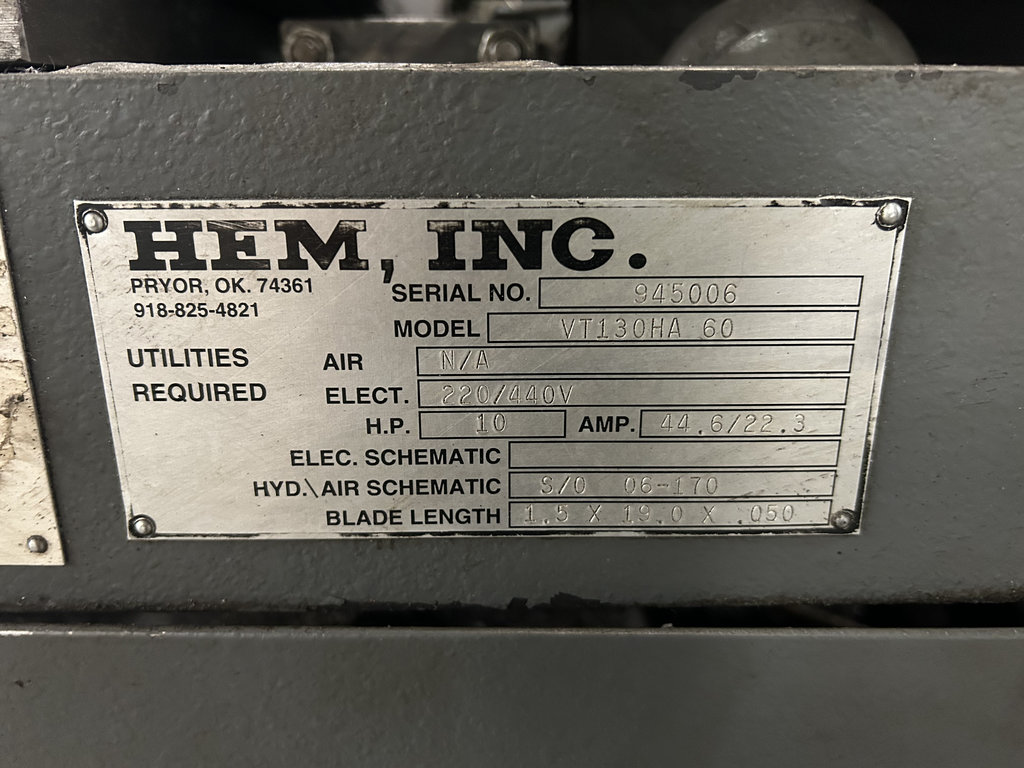 HEM, INC.
PRYOR, OK. 74361
918-825-4821
SERIAL NO. 945006
MODEL VT130HA 60
UTILITIES REQUIRED
AIR N/A
ELECT. 220/440V
H.P. 10 AMP. 44.6/22.3
ELEC. SCHEMATIC
HYD.\AIR SCHEMATIC S/O 06-170
BLADE LENGTH 1.5 X 19.0 X .050